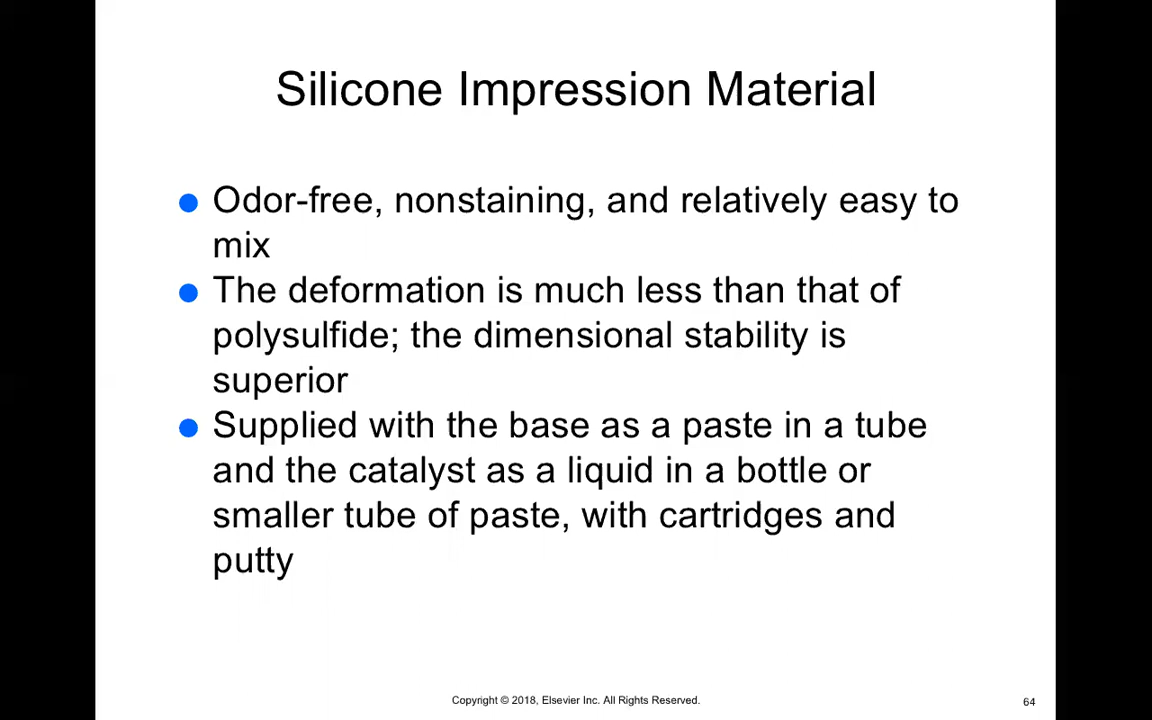 Silicone Impression Material
● Odor-free, nonstaining, and relatively easy to
mix
● The deformation is much less than that of
polysulfide; the dimensional stability is
superior
● Supplied with the base as a paste in a tube
and the catalyst as a liquid in a bottle or
smaller tube of paste, with cartridges and
putty
Copyright © 2018, Elsevier Inc. All Rights Reserved.
64